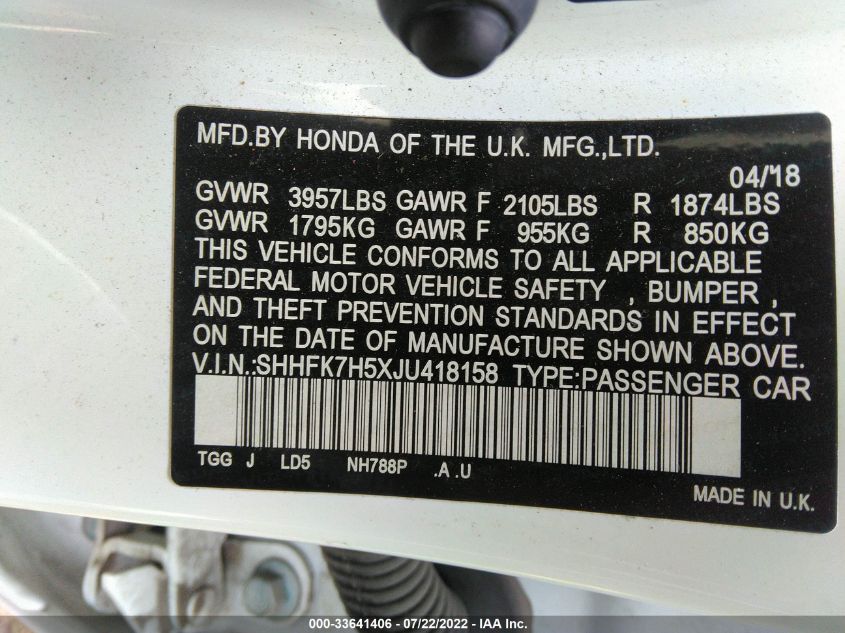 MFD.BY HONDA OF THE U.K. MFG.,LTD.
04/'18
GVWR 3957LBS GAWR F 2105LBS R 1874LBS
GVWR 1795KG GAWR F 955KG R 850KG
THIS VEHICLE CONFORMS TO ALL APPLICABLE
FEDERAL MOTOR VEHICLE SAFETY , BUMPER ,
AND THEFT PREVENTION STANDARDS IN EFFECT
ON THE DATE OF MANUFACTURE SHOWN ABOVE.
V.I.N.:SHHFK7H5XJU418158 TYPE:PASSENGER CAR
TGG J LD5 NH788P .A .U
MADE IN U.K.
000-33641406 - 07/22/2022 - IAA Inc.